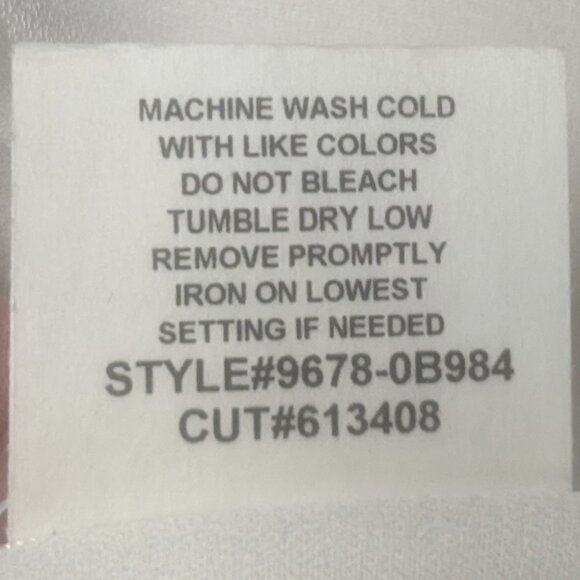 MACHINE WASH COLD
WITH LIKE COLORS
DO NOT BLEACH
TUMBLE DRY LOW
REMOVE PROMPTLY
IRON ON LOWEST
SETTING IF NEEDED
STYLE#9678-0B984
CUT#613408